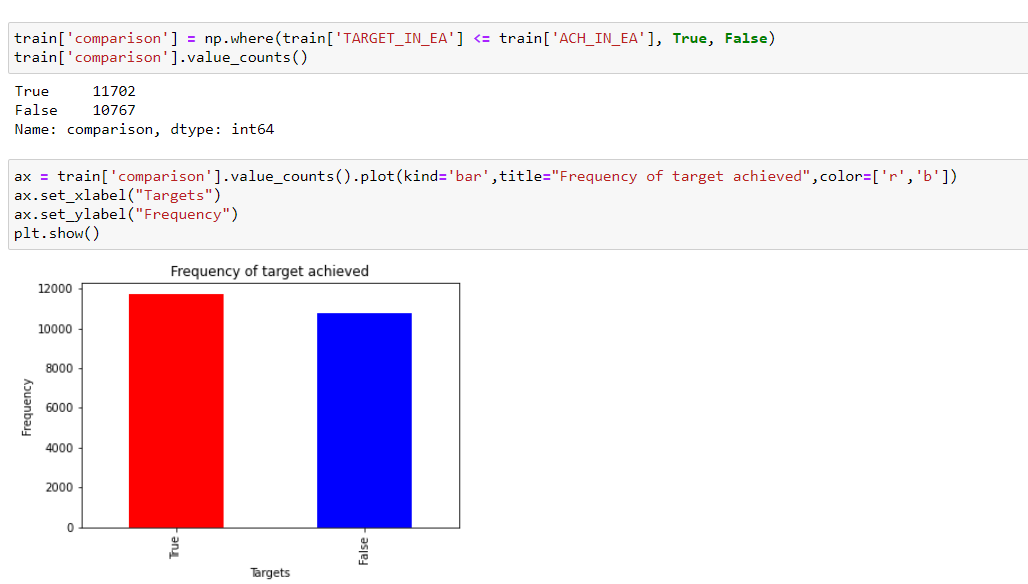 train['comparison'] = np.where(train['TARGET_IN_EA'] <= train['ACH_IN_EA'], True, False)
train['comparison'].value_counts()
True     11702
False    10767
Name: comparison, dtype: int64
ax = train['comparison'].value_counts().plot(kind='bar',title="Frequency of target achieved",color=['r','b'])
ax.set_xlabel("Targets")
ax.set_ylabel("Frequency")
plt.show()
Frequency of target achieved
12000
10000
8000
6000
4000
2000
0
Frequency
True
False
Targets